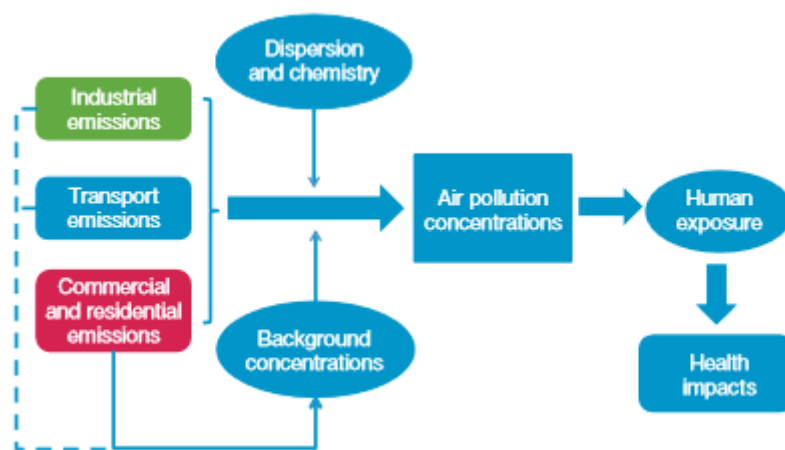 Dispersion
and chemistry
Industrial
emissions
Transport
emissions
Commercial
and residential
emissions
Background
concentrations
Air pollution
concentrations
Human
exposure
Health
impacts